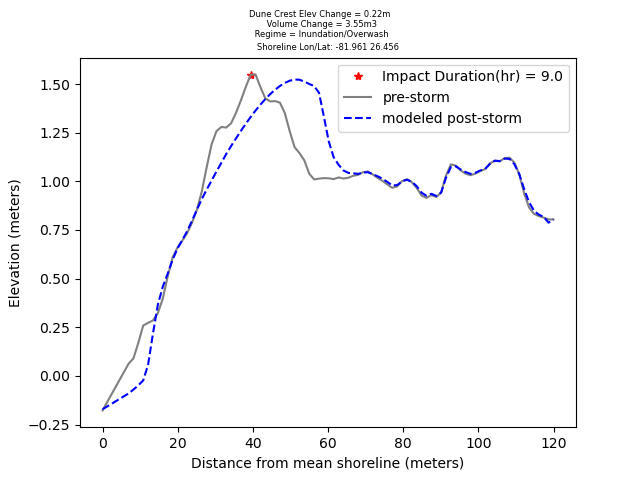 Dune Crest Elev Change = 0.22m
Volume Change = 3.55m3
Regime = Inundation/Overwash
Shoreline Lon/Lat: -81.961 26.456
Impact Duration(hr) = 9.0
pre-storm
modeled post-storm
1.50
1.25
1.00
0.75
0.50
0.25
0.00
−0.25
Elevation (meters)
0 20 40 60 80 100 120
Distance from mean shoreline (meters)